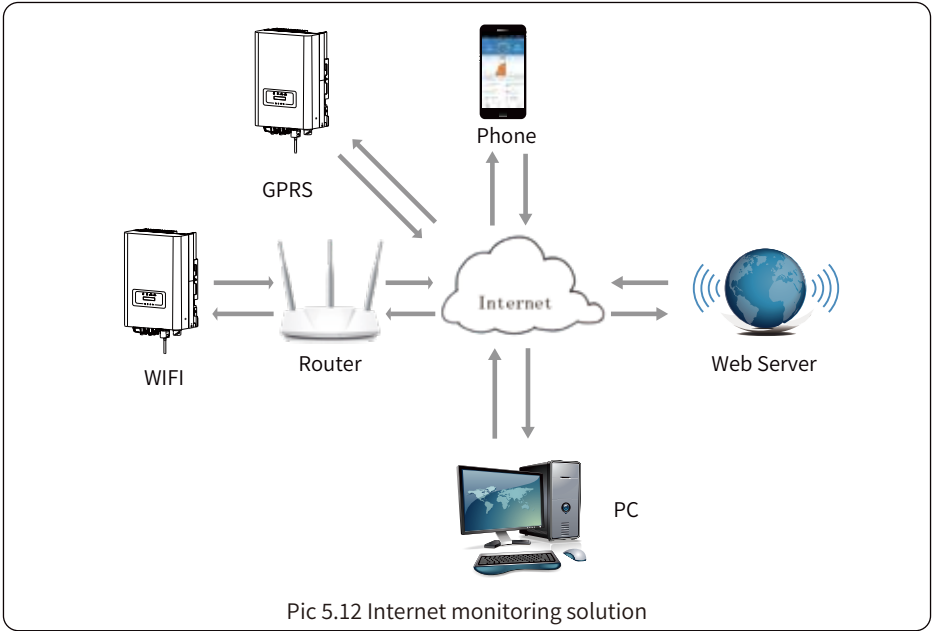 Phone
GPRS
Internet
WIFI
Router
Web Server
PC
Pic 5.12 Internet monitoring solution